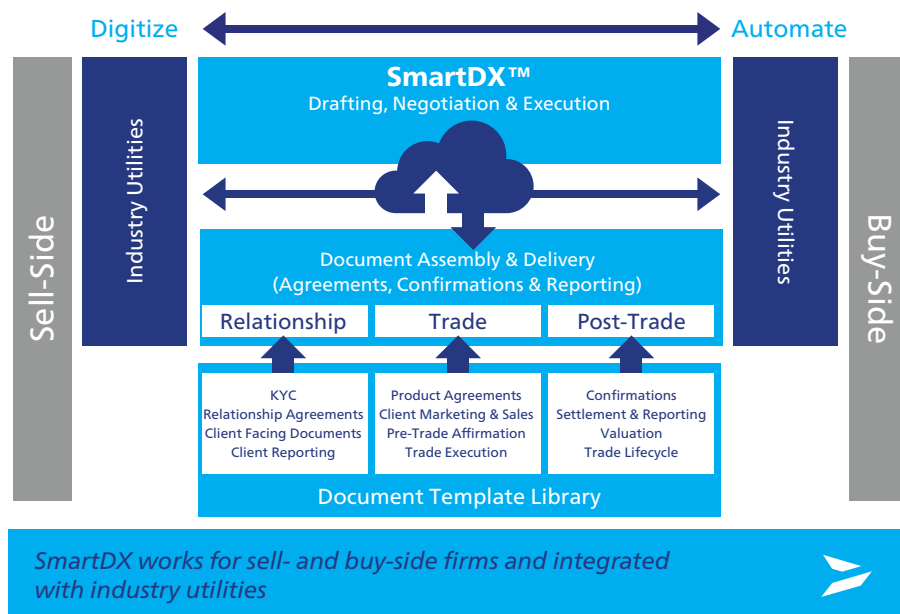 Digitize
Automate
Sell-Side
Industry Utilities
SmartDX™
Drafting, Negotiation & Execution
Industry Utilities
Buy-Side
Document Assembly & Delivery
(Agreements, Confirmations & Reporting)
Relationship
Trade
Post-Trade
KYC
Relationship Agreements
Client Facing Documents
Client Reporting
Product Agreements
Client Marketing & Sales
Pre-Trade Affirmation
Trade Execution
Confirmations
Settlement & Reporting
Valuation
Trade Lifecycle
Document Template Library
SmartDX works for sell- and buy-side firms and integrated
with industry utilities